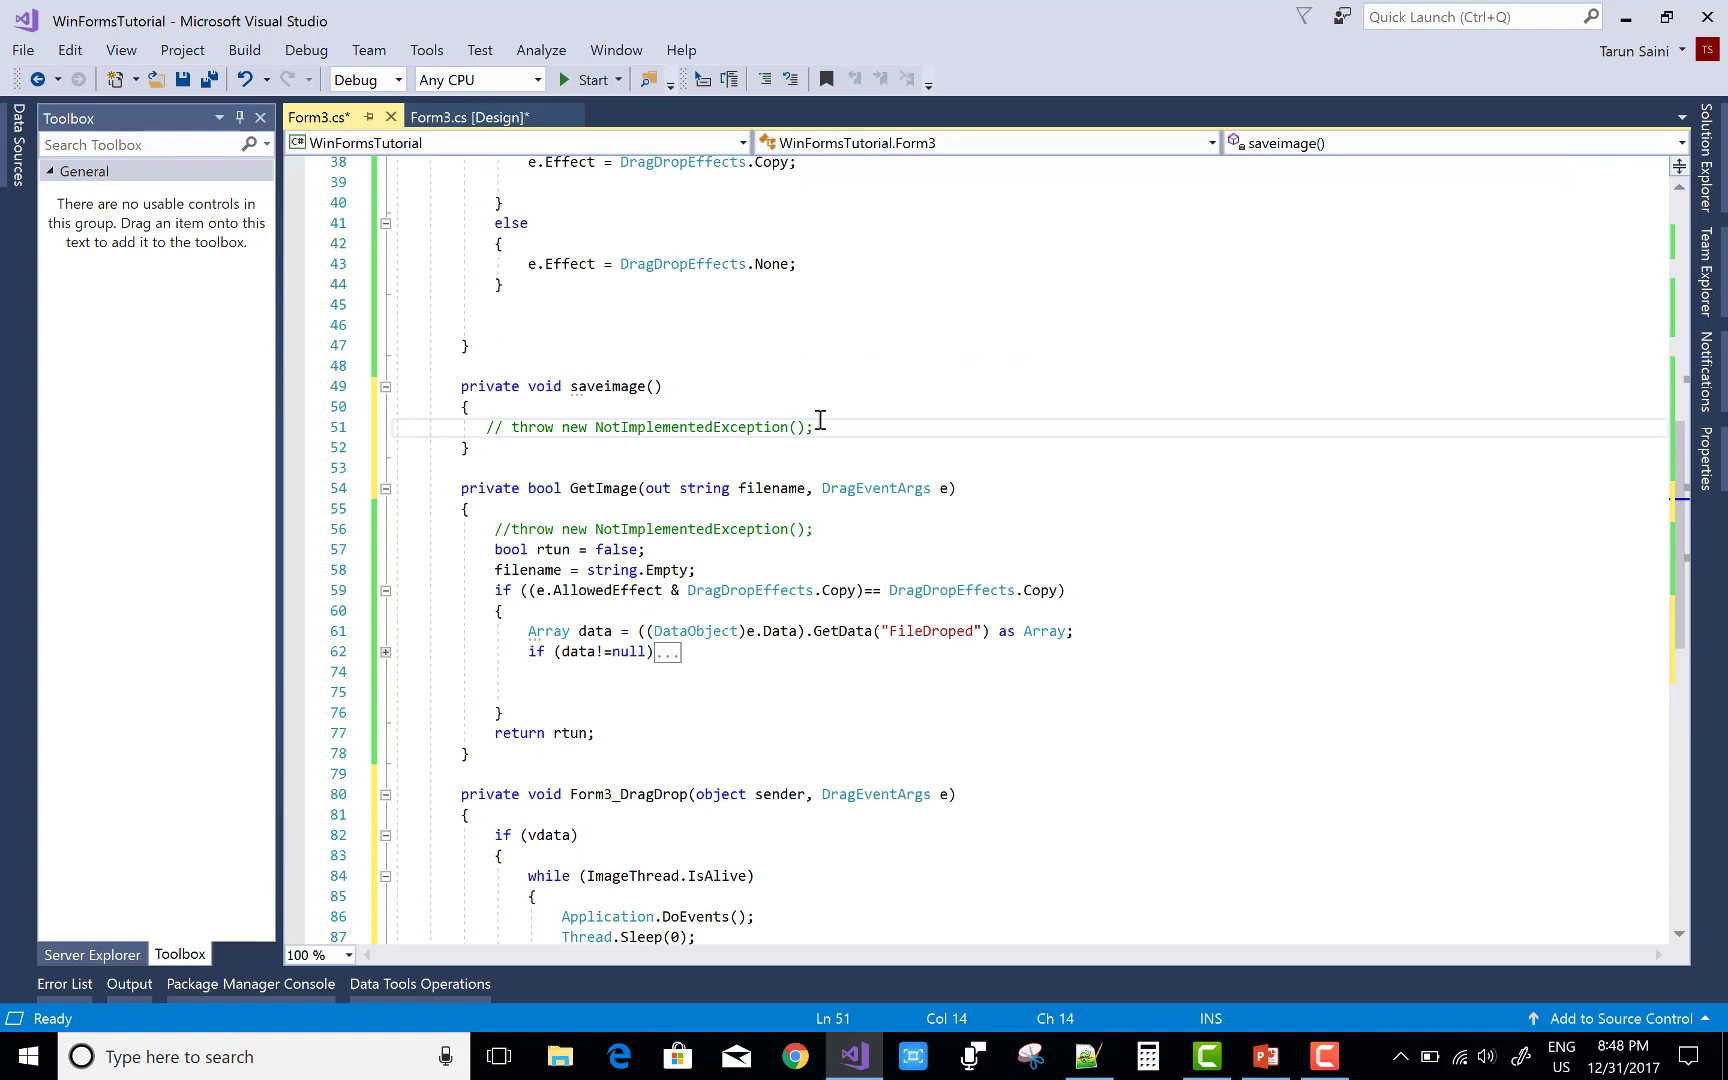 WinFormsTutorial - Microsoft Visual Studio
Quick Launch (Ctrl+Q)
File Edit View Project Build Debug Team Tools Test Analyze Window Help
Tarun Saini TS
Debug Any CPU Start
Data Sources
Toolbox
Search Toolbox
General
There are no usable controls in
this group. Drag an item onto this
text to add it to the toolbox.
Server Explorer Toolbox
Form3.cs* Form3.cs [Design]*
C# WinFormsTutorial WinFormsTutorial.Form3 saveimage()
38 e.Effect = DragDropEffects.Copy;
39
40 }
41 else
42 {
43 e.Effect = DragDropEffects.None;
44 }
45
46
47 }
48
49 private void saveimage()
50 {
51 // throw new NotImplementedException();
52 }
53
54 private bool GetImage(out string filename, DragEventArgs e)
55 {
56 //throw new NotImplementedException();
57 bool rtun = false;
58 filename = string.Empty;
59 if ((e.AllowedEffect & DragDropEffects.Copy)== DragDropEffects.Copy)
60 {
61 Array data = ((DataObject)e.Data).GetData("FileDroped") as Array;
62 if (data!=null)...
74
75
76 }
77 return rtun;
78 }
79
80 private void Form3_DragDrop(object sender, DragEventArgs e)
81 {
82 if (vdata)
83 {
84 while (ImageThread.IsAlive)
85 {
86 Application.DoEvents();
87 Thread.Sleep(0);
100 %
Solution Explorer
Team Explorer
Notifications
Properties
Error List Output Package Manager Console Data Tools Operations
Ready Ln 51 Col 14 Ch 14 INS Add to Source Control
Type here to search
ENG
US
8:48 PM
12/31/2017